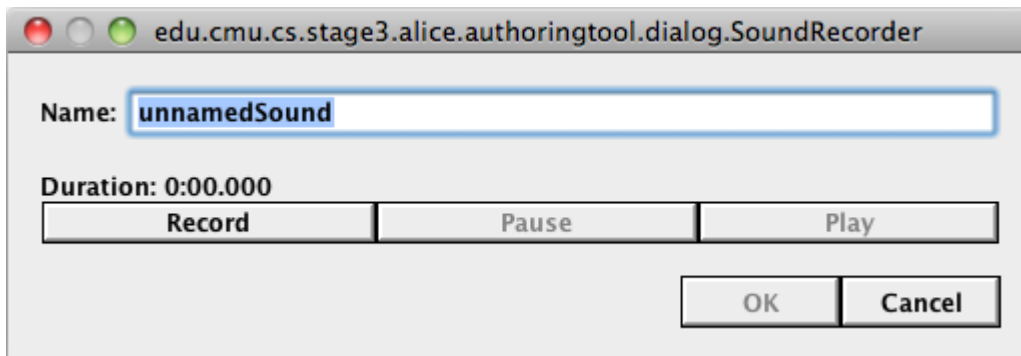 edu.cmu.cs.stage3.alice.authoringtool.dialog.SoundRecorder
Name: unnamedSound
Duration: 0:00.000
Record Pause Play
OK Cancel